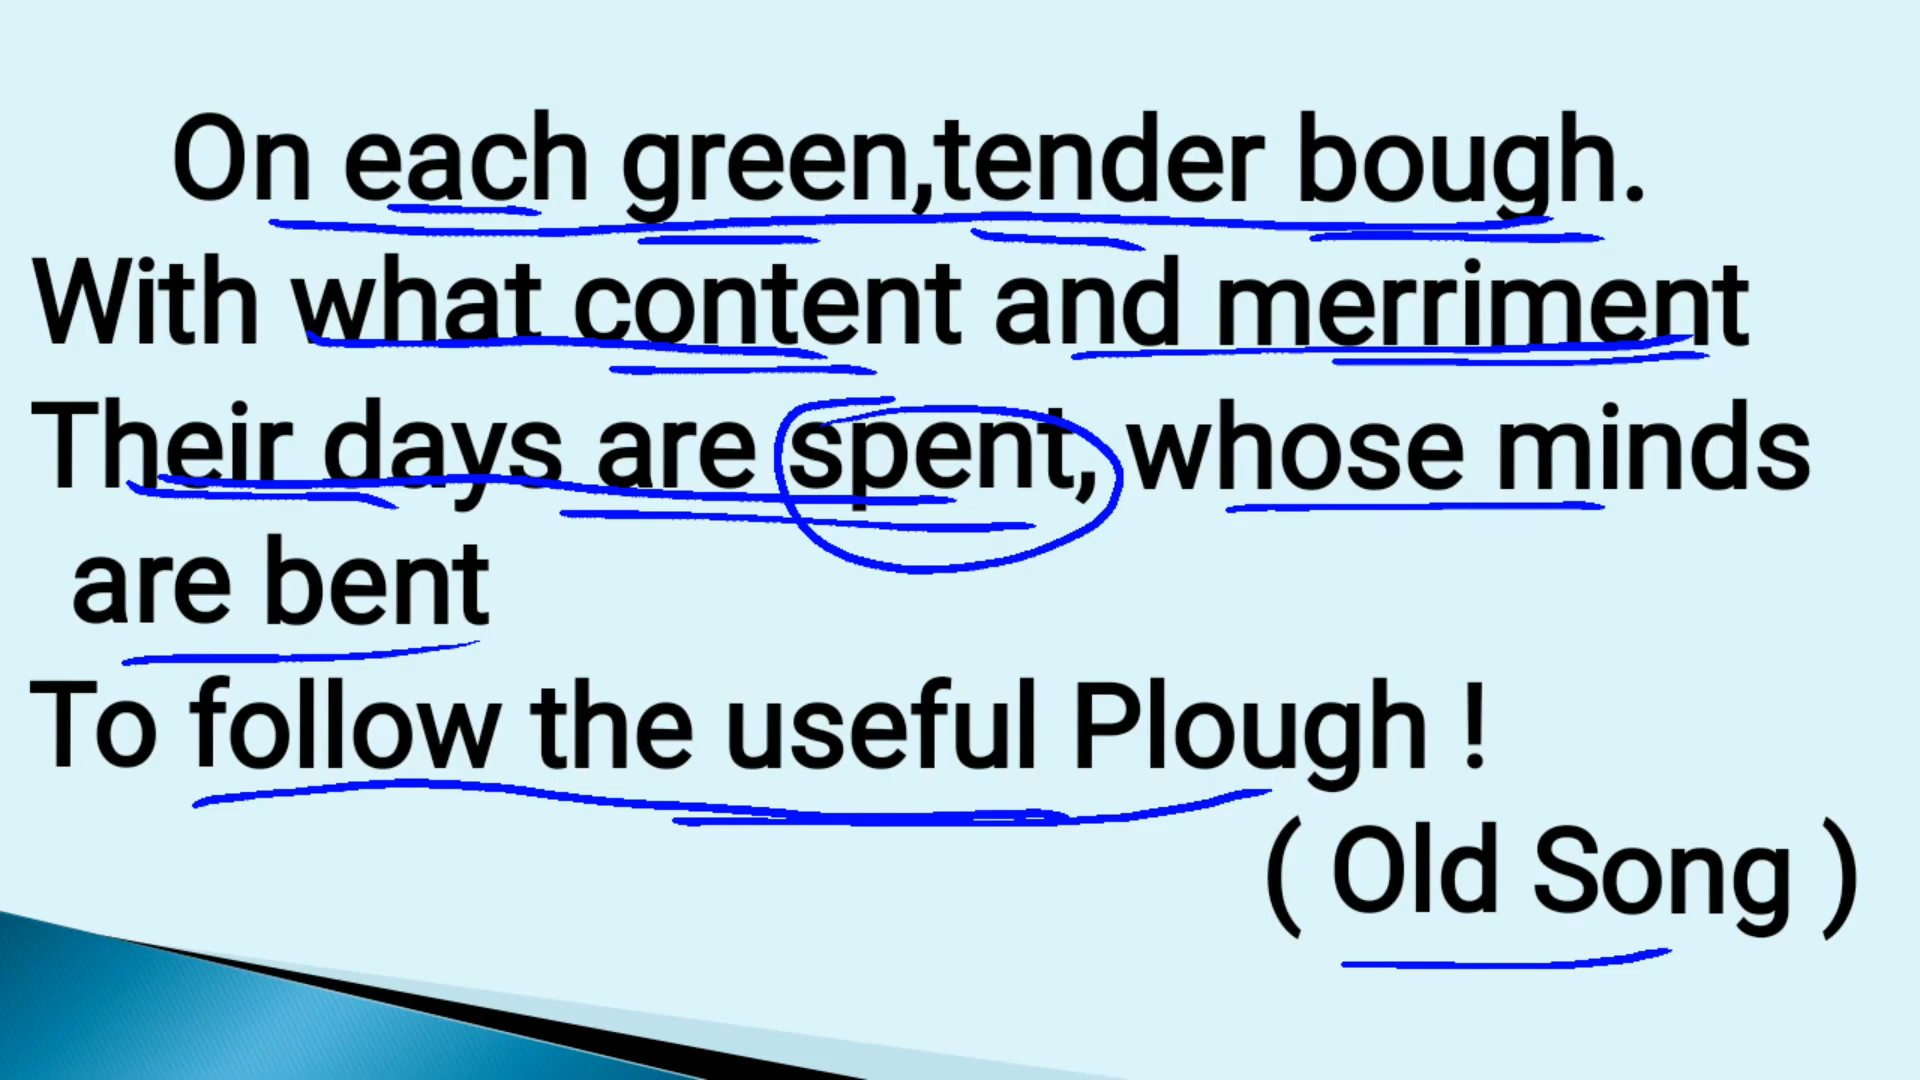 On each green,tender bough.
With what content and merriment
Their days are spent, whose minds
are bent
To follow the useful Plough !
( Old Song )